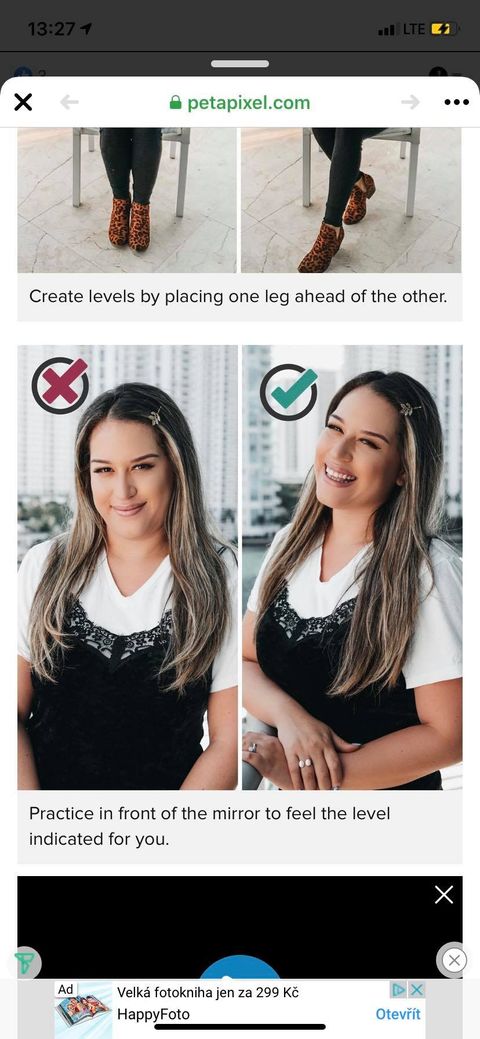 13:27
LTE
petapixel.com
Create levels by placing one leg ahead of the other.
Practice in front of the mirror to feel the level
indicated for you.
Ad
Velká fotokniha jen za 299 Kč
HappyFoto
Otevřít